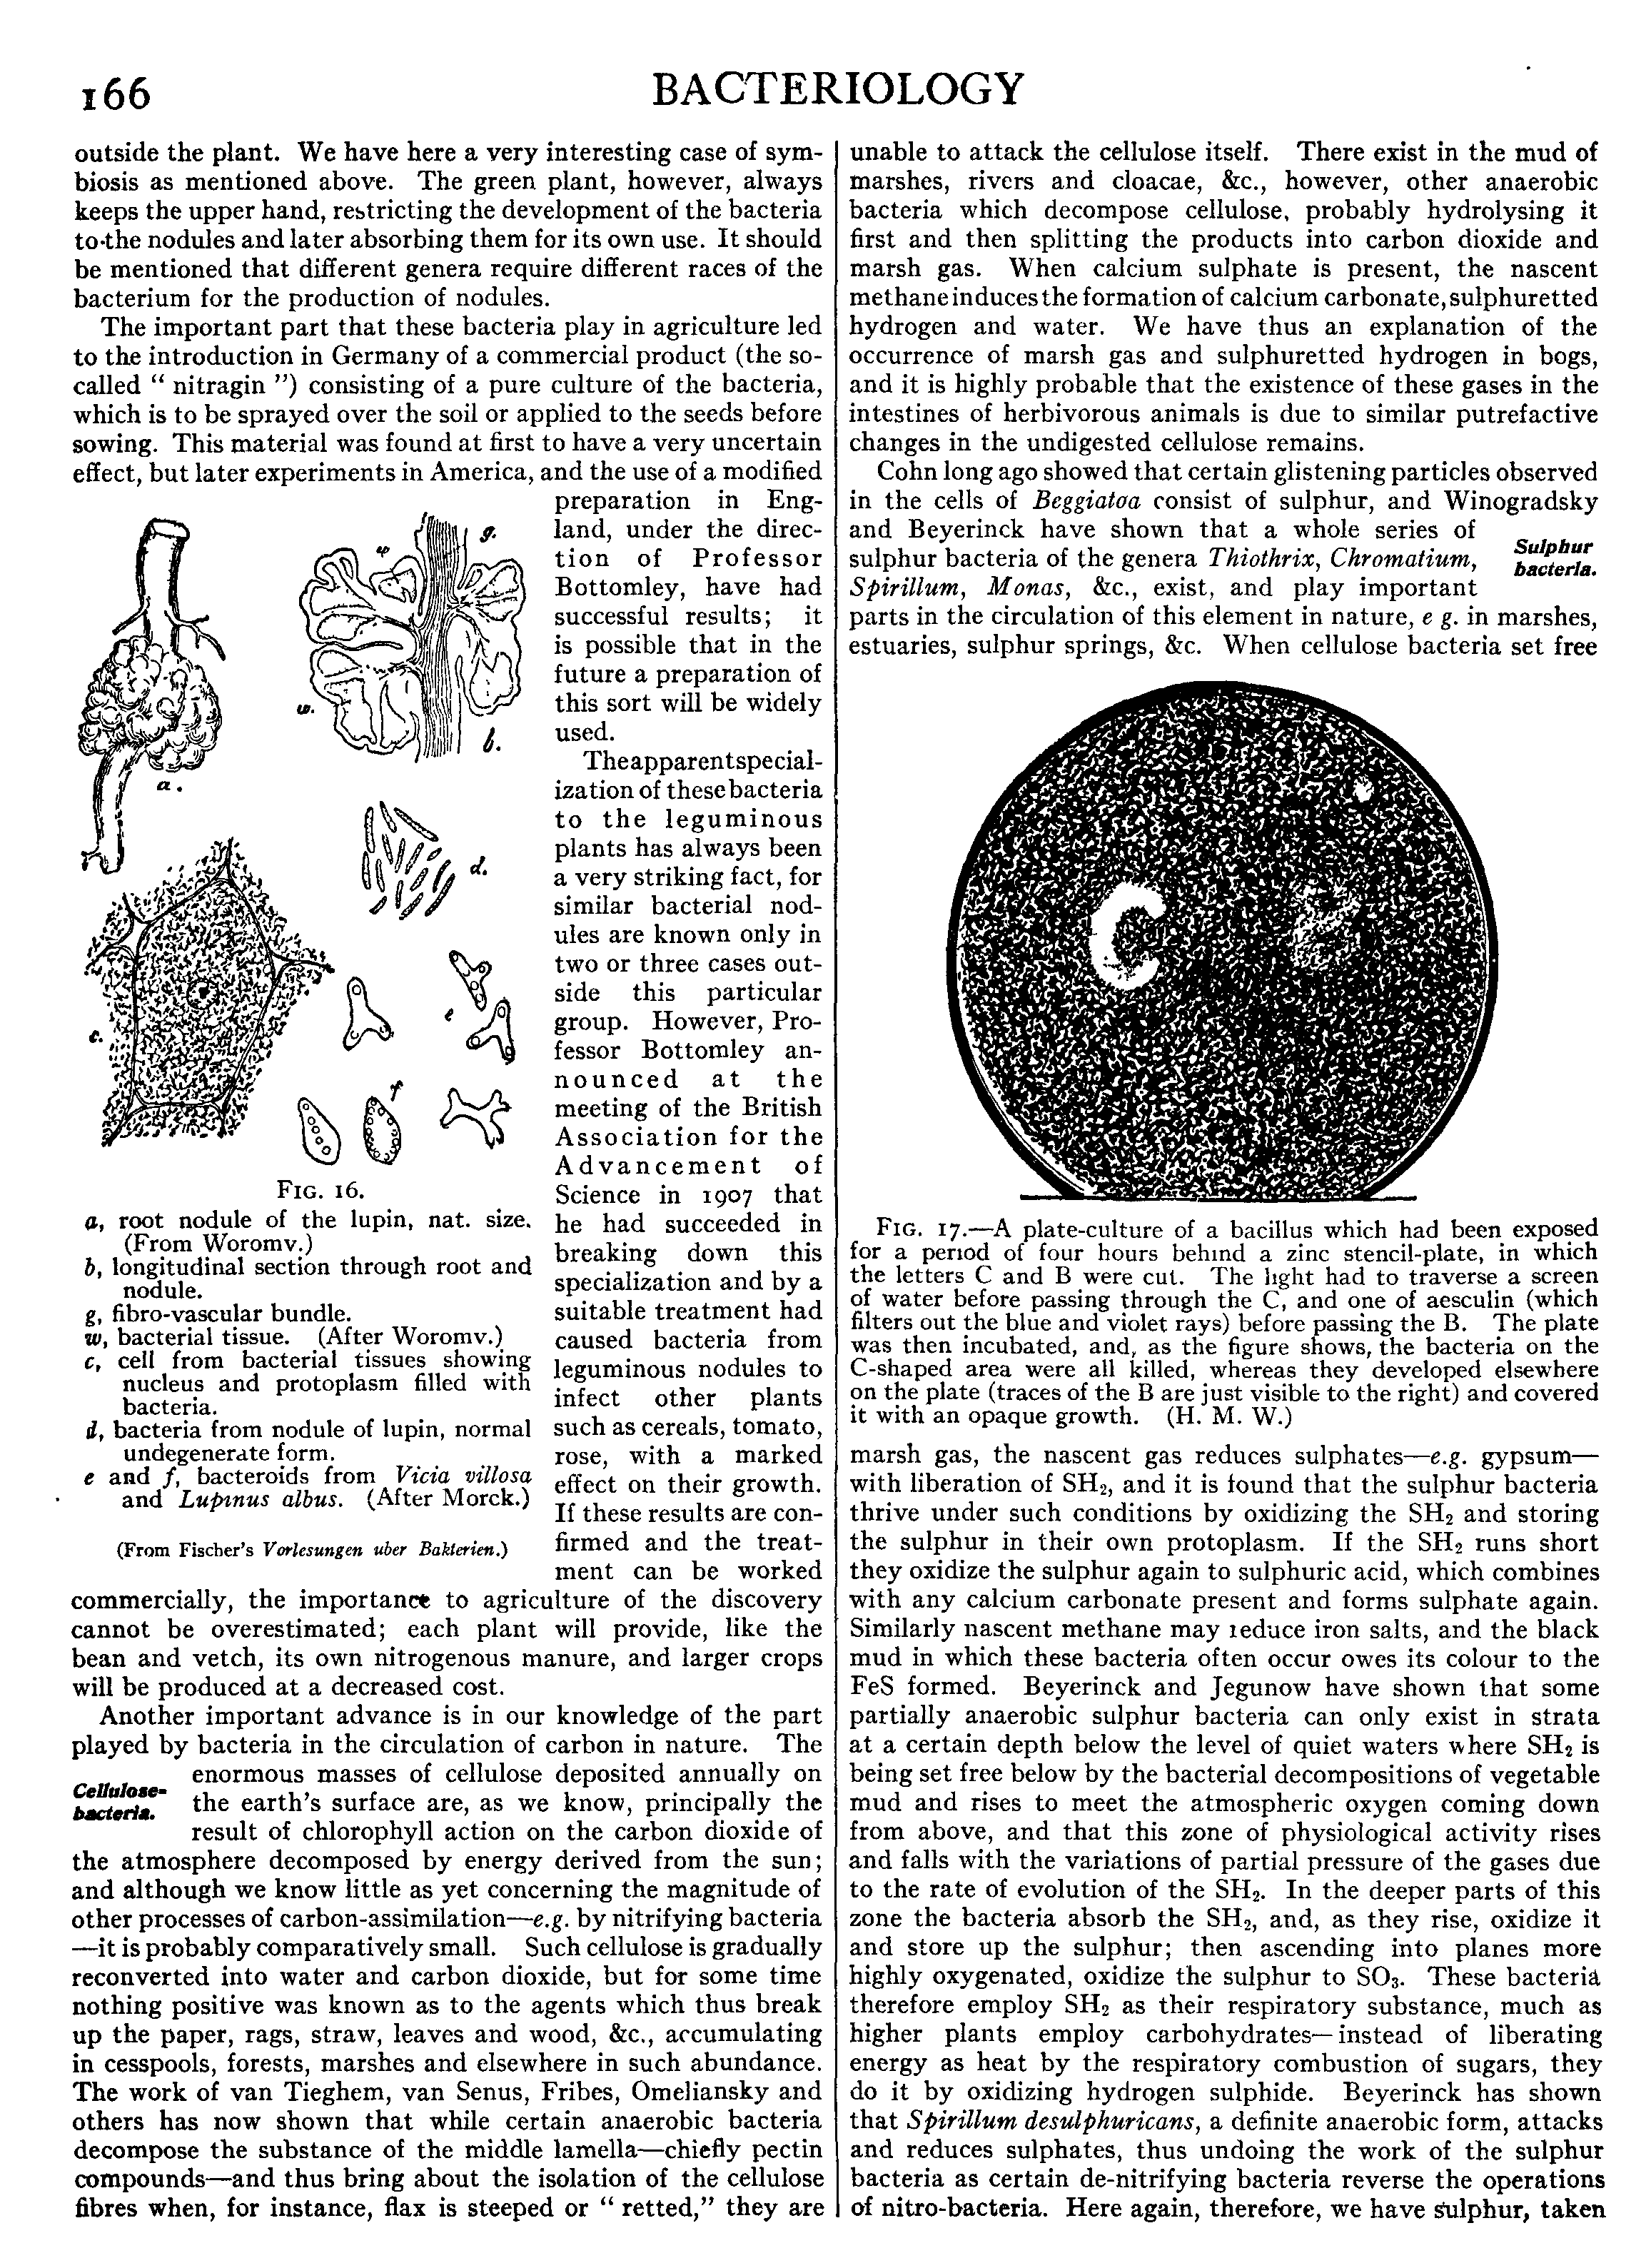 166
BACTERIOLOGY
outside the plant. We have here a very interesting case of sym-
biosis as mentioned above. The green plant, however, always
keeps the upper hand, restricting the development of the bacteria
to the nodules and later absorbing them for its own use. It should
be mentioned that different genera require different races of the
bacterium for the production of nodules.
The important part that these bacteria play in agriculture led
to the introduction in Germany of a commercial product (the so-
called “ nitragin ”) consisting of a pure culture of the bacteria,
which is to be sprayed over the soil or applied to the seeds before
sowing. This material was found at first to have a very uncertain
effect, but later experiments in America, and the use of a modified
preparation in Eng-
land, under the direc-
tion of Professor
Bottomley, have had
successful results; it
is possible that in the
future a preparation of
this sort will be widely
used.
The apparent special-
ization of these bacteria
to the leguminous
plants has always been
a very striking fact, for
similar bacterial nod-
ules are known only in
two or three cases out-
side this particular
group. However, Pro-
fessor Bottomley an-
nounced at the
meeting of the British
Association for the
Advancement of
Science in 1907 that
he had succeeded in
breaking down this
specialization and by a
suitable treatment had
caused bacteria from
leguminous nodules to
infect other plants
such as cereals, tomato,
rose, with a marked
effect on their growth.
If these results are con-
firmed and the treat-
ment can be worked
g.
w.
b.
a.
d.
c.
e
f
FIG. 16.
a, root nodule of the lupin, nat. size.
(From Woromv.)
b, longitudinal section through root and
nodule.
g, fibro-vascular bundle.
w, bacterial tissue. (After Woromv.)
c, cell from bacterial tissues showing
nucleus and protoplasm filled with
bacteria.
d, bacteria from nodule of lupin, normal
undegenerate form.
e and f, bacteroids from Vicia villosa
and Lupinus albus. (After Morck.)
(From Fischer's Vorlesungen uber Bakterien.)
commercially, the importance to agriculture of the discovery
cannot be overestimated; each plant will provide, like the
bean and vetch, its own nitrogenous manure, and larger crops
will be produced at a decreased cost.
Another important advance is in our knowledge of the part
played by bacteria in the circulation of carbon in nature. The
Cellulose-
bacteria.
enormous masses of cellulose deposited annually on
the earth's surface are, as we know, principally the
result of chlorophyll action on the carbon dioxide of
the atmosphere decomposed by energy derived from the sun;
and although we know little as yet concerning the magnitude of
other processes of carbon-assimilation—e.g. by nitrifying bacteria
—it is probably comparatively small. Such cellulose is gradually
reconverted into water and carbon dioxide, but for some time
nothing positive was known as to the agents which thus break
up the paper, rags, straw, leaves and wood, &c., accumulating
in cesspools, forests, marshes and elsewhere in such abundance.
The work of van Tieghem, van Senus, Fribes, Omeliansky and
others has now shown that while certain anaerobic bacteria
decompose the substance of the middle lamella—chiefly pectin
compounds—and thus bring about the isolation of the cellulose
fibres when, for instance, flax is steeped or “ retted,” they are
unable to attack the cellulose itself. There exist in the mud of
marshes, rivers and cloacae, &c., however, other anaerobic
bacteria which decompose cellulose, probably hydrolysing it
first and then splitting the products into carbon dioxide and
marsh gas. When calcium sulphate is present, the nascent
methane induces the formation of calcium carbonate, sulphuretted
hydrogen and water. We have thus an explanation of the
occurrence of marsh gas and sulphuretted hydrogen in bogs,
and it is highly probable that the existence of these gases in the
intestines of herbivorous animals is due to similar putrefactive
changes in the undigested cellulose remains.
Cohn long ago showed that certain glistening particles observed
in the cells of Beggiatoa consist of sulphur, and Winogradsky
and Beyerinck have shown that a whole series of
sulphur bacteria of the genera Thiothrix, Chromatium,
Spirillum, Monas, &c., exist, and play important
Sulphur
bacteria.
parts in the circulation of this element in nature, e g. in marshes,
estuaries, sulphur springs, &c. When cellulose bacteria set free
FIG. 17.—A plate-culture of a bacillus which had been exposed
for a period of four hours behind a zinc stencil-plate, in which
the letters C and B were cut. The light had to traverse a screen
of water before passing through the C, and one of aesculin (which
filters out the blue and violet rays) before passing the B. The plate
was then incubated, and, as the figure shows, the bacteria on the
C-shaped area were all killed, whereas they developed elsewhere
on the plate (traces of the B are just visible to the right) and covered
it with an opaque growth. (H. M. W.)
marsh gas, the nascent gas reduces sulphates—e.g. gypsum—
with liberation of SH₂, and it is found that the sulphur bacteria
thrive under such conditions by oxidizing the SH₂ and storing
the sulphur in their own protoplasm. If the SH₂ runs short
they oxidize the sulphur again to sulphuric acid, which combines
with any calcium carbonate present and forms sulphate again.
Similarly nascent methane may reduce iron salts, and the black
mud in which these bacteria often occur owes its colour to the
FeS formed. Beyerinck and Jegunow have shown that some
partially anaerobic sulphur bacteria can only exist in strata
at a certain depth below the level of quiet waters where SH₂ is
being set free below by the bacterial decompositions of vegetable
mud and rises to meet the atmospheric oxygen coming down
from above, and that this zone of physiological activity rises
and falls with the variations of partial pressure of the gases due
to the rate of evolution of the SH₂. In the deeper parts of this
zone the bacteria absorb the SH₂, and, as they rise, oxidize it
and store up the sulphur; then ascending into planes more
highly oxygenated, oxidize the sulphur to SO₃. These bacteria
therefore employ SH₂ as their respiratory substance, much as
higher plants employ carbohydrates—instead of liberating
energy as heat by the respiratory combustion of sugars, they
do it by oxidizing hydrogen sulphide. Beyerinck has shown
that Spirillum desulphuricans, a definite anaerobic form, attacks
and reduces sulphates, thus undoing the work of the sulphur
bacteria as certain de-nitrifying bacteria reverse the operations
of nitro-bacteria. Here again, therefore, we have sulphur, taken